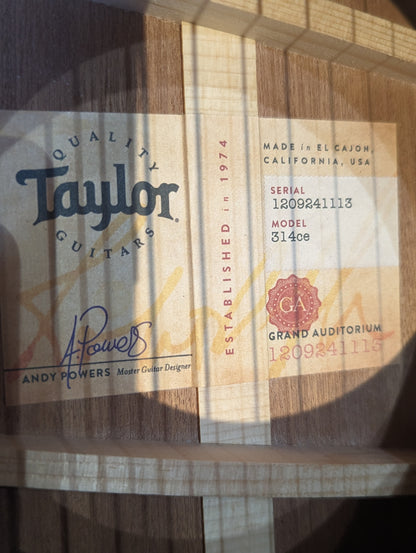 QUALITY
Taylor
GUITARS
A. Powers
ANDY POWERS Master Guitar Designer
ESTABLISHED in 1974
MADE in EL CAJON,
CALIFORNIA, USA
SERIAL
1209241113
MODEL
314ce
GA
GRAND AUDITORIUM
1209241113